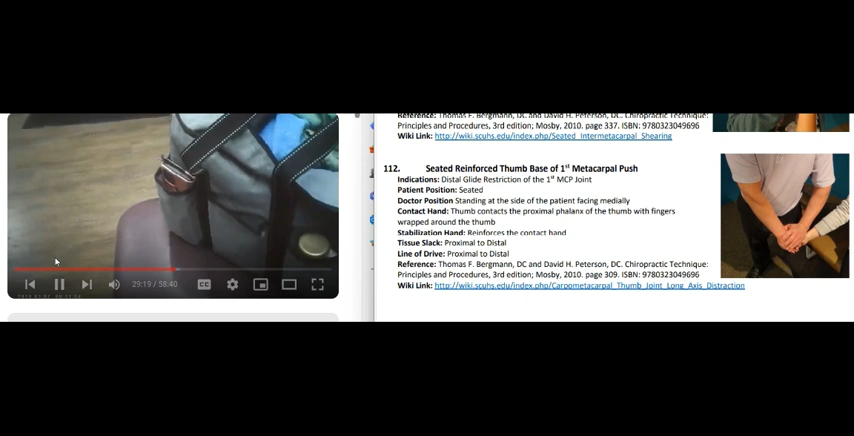 29:19 / 58:40
Reference: Thomas F. Bergmann, DC and David H. Peterson, DC. Chiropractic Technique:
Principles and Procedures, 3rd edition; Mosby, 2010. page 337. ISBN: 9780323049696
Wiki Link: http://wiki.scuhs.edu/index.php/Seated_Intermetacarpal_Shearing
112. Seated Reinforced Thumb Base of 1st Metacarpal Push
Indications: Distal Glide Restriction of the 1st MCP Joint
Patient Position: Seated
Doctor Position Standing at the side of the patient facing medially
Contact Hand: Thumb contacts the proximal phalanx of the thumb with fingers
wrapped around the thumb
Stabilization Hand: Reinforces the contact hand
Tissue Slack: Proximal to Distal
Line of Drive: Proximal to Distal
Reference: Thomas F. Bergmann, DC and David H. Peterson, DC. Chiropractic Technique:
Principles and Procedures, 3rd edition; Mosby, 2010. page 309. ISBN: 9780323049696
Wiki Link: http://wiki.scuhs.edu/index.php/Carpometacarpal_Thumb_Joint_Long_Axis_Distraction